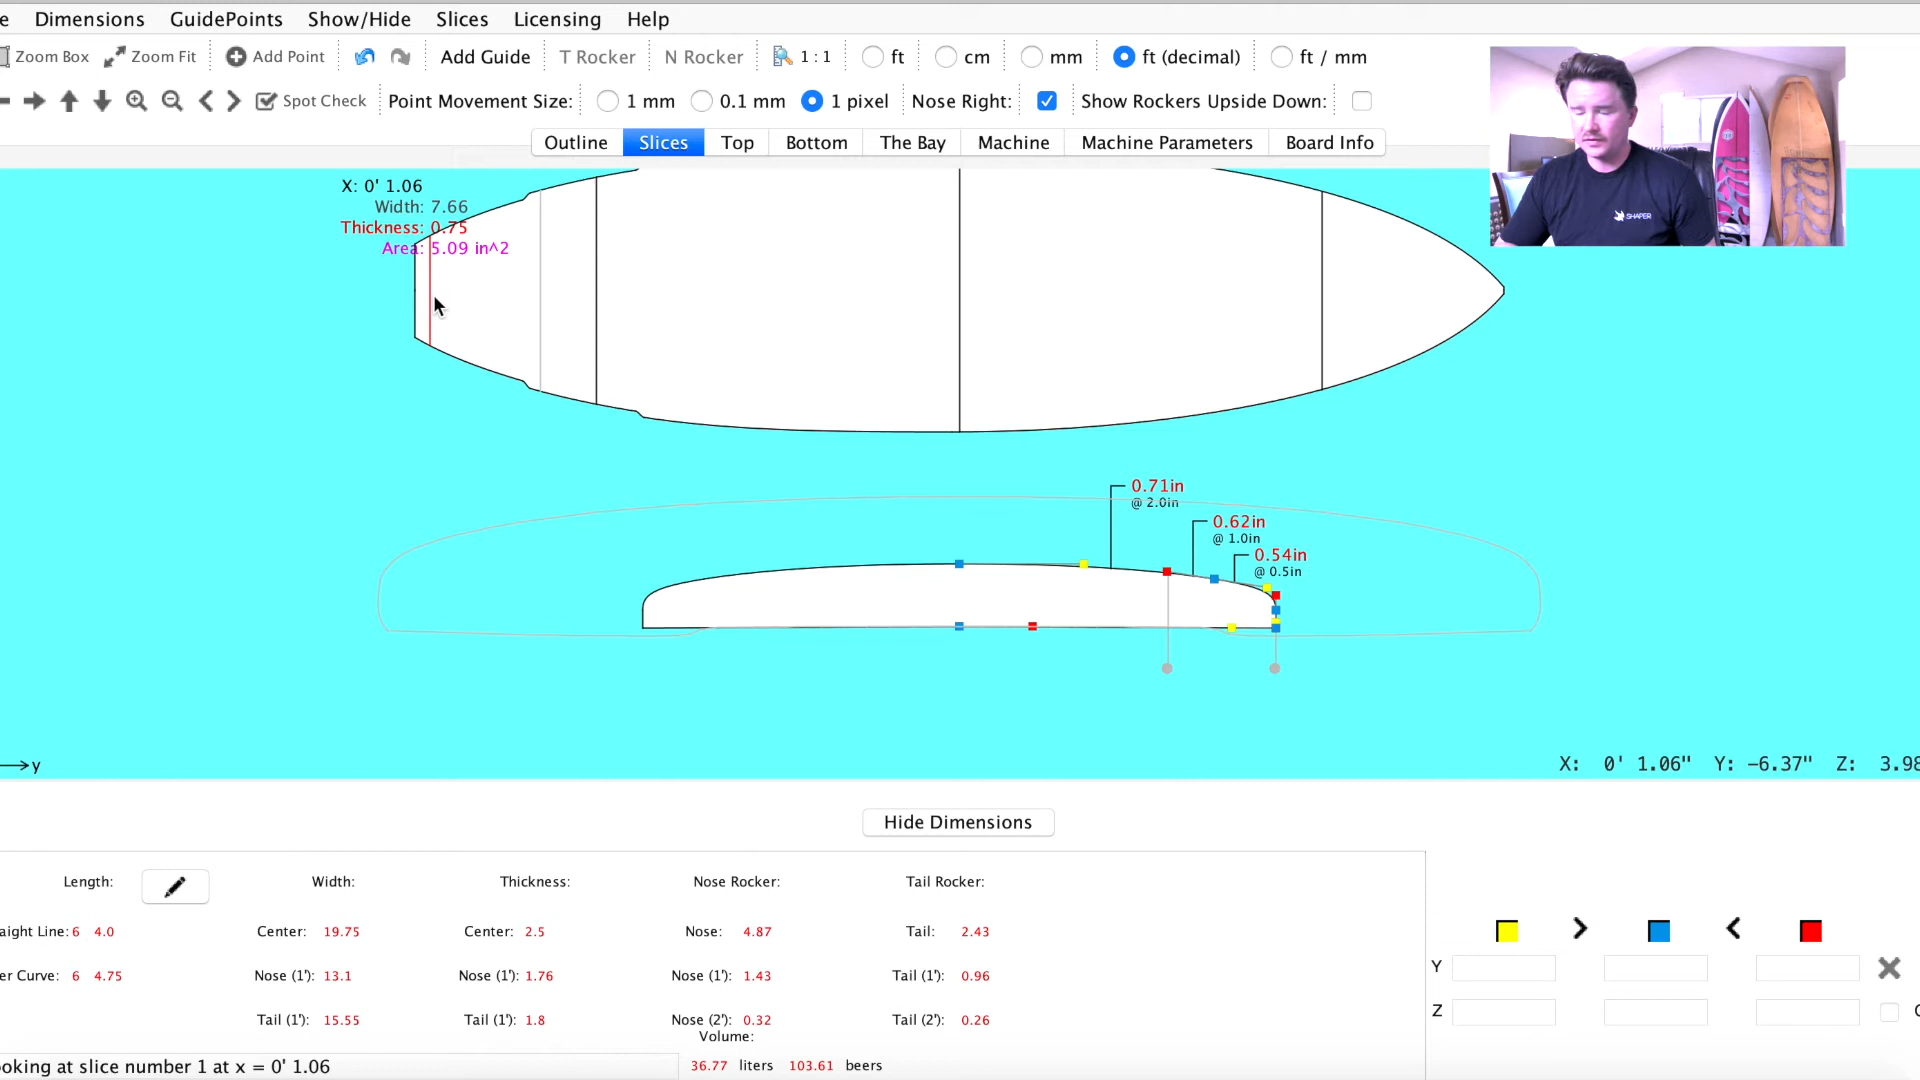 e Dimensions GuidePoints Show/Hide Slices Licensing Help
Zoom Box Zoom Fit Add Point Add Guide T Rocker N Rocker 1 : 1 ft cm mm ft (decimal) ft / mm
Spot Check Point Movement Size: 1 mm 0.1 mm 1 pixel Nose Right: Show Rockers Upside Down:
Outline Slices Top Bottom The Bay Machine Machine Parameters Board Info
X: 0' 1.06
Width: 7.66
Thickness: 0.75
Area: 5.09 in^2
SHAPER
0.71in
@ 2.0in
0.62in
@ 1.0in
0.54in
@ 0.5in
y
X: 0' 1.06" Y: -6.37" Z: 3.98
Hide Dimensions
Length: Width: Thickness: Nose Rocker: Tail Rocker:
aight Line: 6 4.0 Center: 19.75 Center: 2.5 Nose: 4.87 Tail: 2.43
er Curve: 6 4.75 Nose (1'): 13.1 Nose (1'): 1.76 Nose (1'): 1.43 Tail (1'): 0.96
Tail (1'): 15.55 Tail (1'): 1.8 Nose (2'): 0.32 Tail (2'): 0.26
Volume:
36.77 liters 103.61 beers
Y
Z
ooking at slice number 1 at x = 0' 1.06